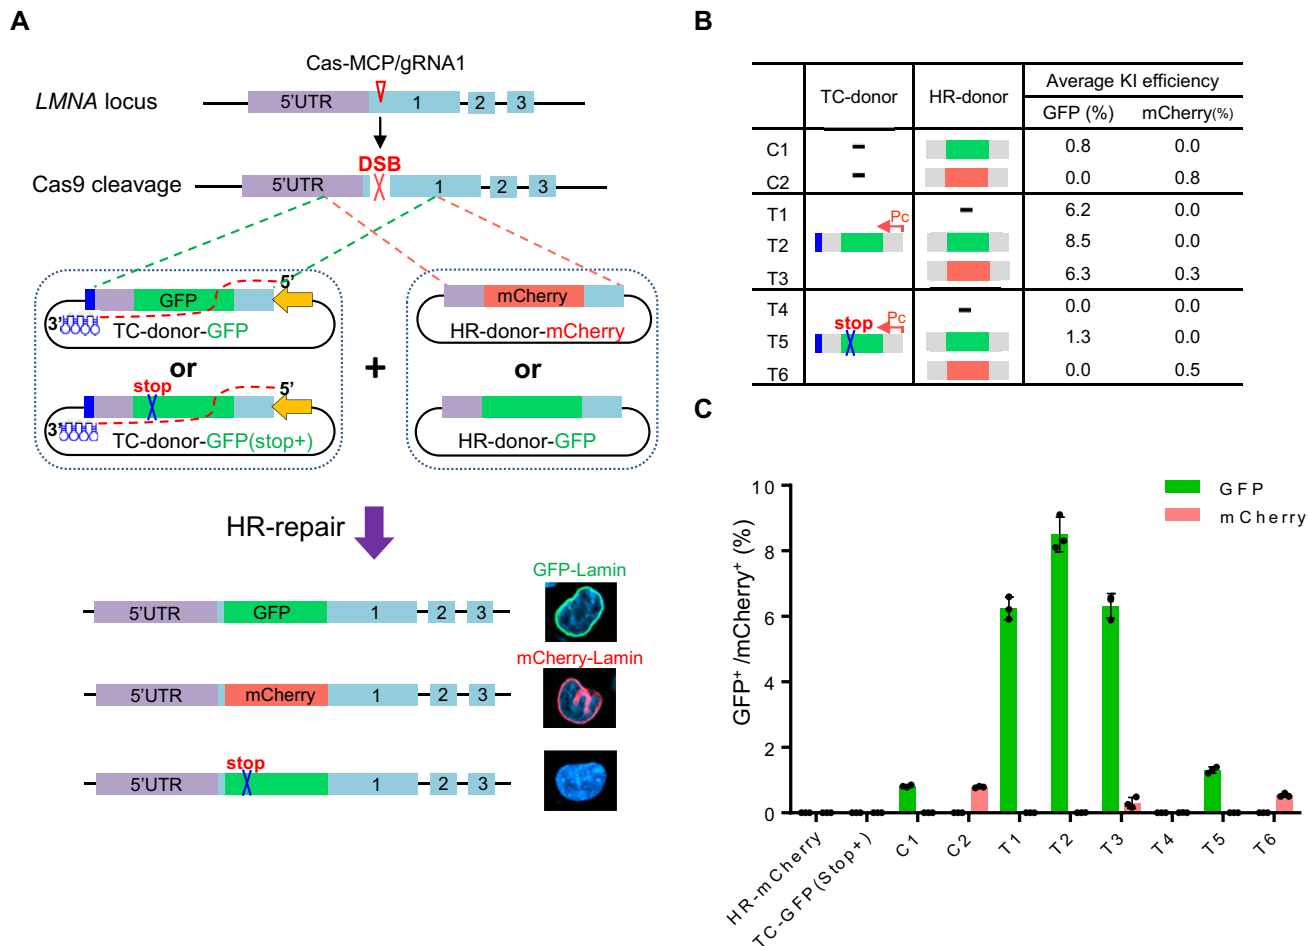 A
Cas-MCP/gRNA1
LMNA locus
5'UTR 1 2 3
DSB
Cas9 cleavage
5'UTR 1 2 3
5'
GFP
3'
TC-donor-GFP
or
stop
5'
3'
TC-donor-GFP(stop+)
+
mCherry
HR-donor-mCherry
or
HR-donor-GFP
HR-repair
GFP-Lamin
5'UTR GFP 1 2 3
mCherry-Lamin
5'UTR mCherry 1 2 3
stop
5'UTR 1 2 3
B
TC-donor HR-donor Average KI efficiency
GFP (%) mCherry(%)
C1 - 0.8 0.0
C2 - 0.0 0.8
T1 - 6.2 0.0
Pc
T2 8.5 0.0
T3 6.3 0.3
T4 - 0.0 0.0
stop Pc
T5 1.3 0.0
T6 0.0 0.5
C
GFP
mCherry
GFP+ /mCherry+ (%)
10
8
6
4
2
0
HR-mCherry TC-GFP(Stop+) C1 C2 T1 T2 T3 T4 T5 T6